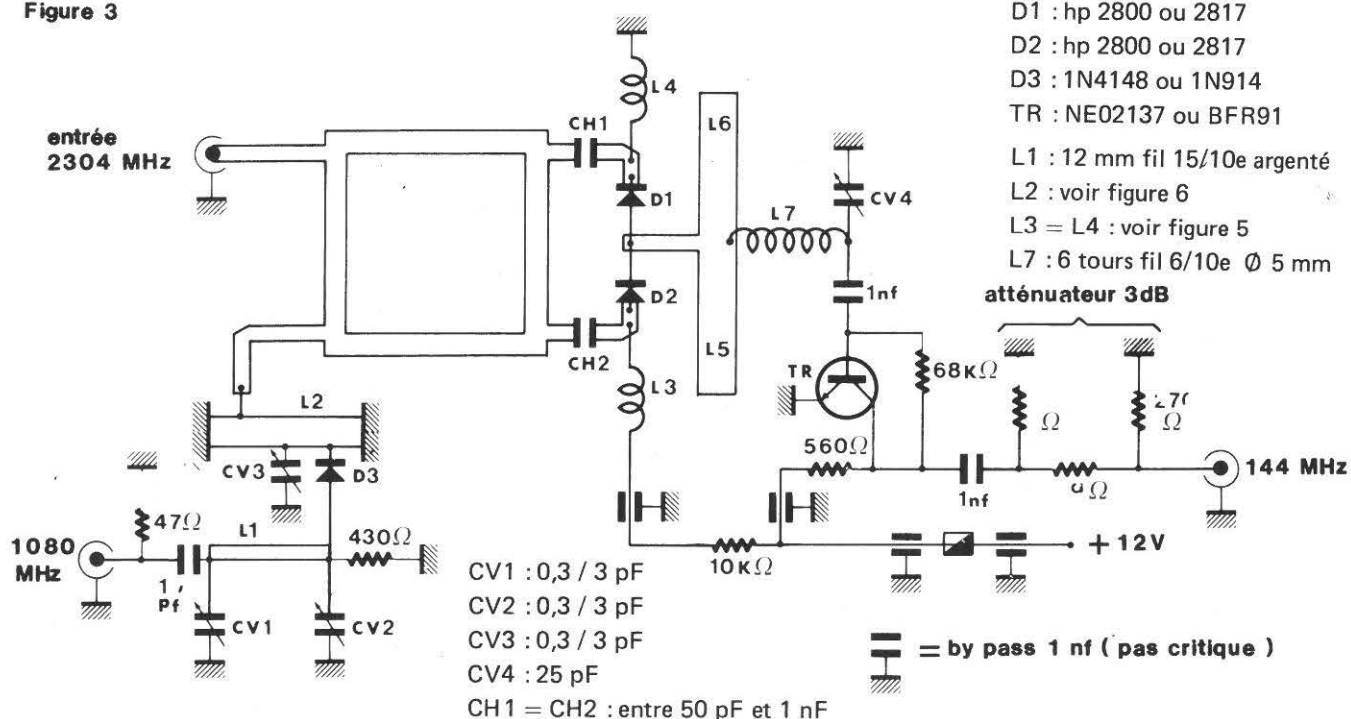 Figure 3
D1 : hp 2800 ou 2817
D2 : hp 2800 ou 2817
D3 : 1N4148 ou 1N914
TR : NE02137 ou BFR91
L1 : 12 mm fil 15/10e argenté
L2 : voir figure 6
L3 = L4 : voir figure 5
L7 : 6 tours fil 6/10e Ø 5 mm
atténuateur 3dB
entrée
2304 MHz
L4
CH1
L6
D1
L7
CV4
D2
1nf
CH2
L5
L3
TR
68KΩ
Ω
Ω
L2
560Ω
CV3
D3
1nf
Ω
144 MHz
47Ω
L1
430Ω
1080
MHz
1
Pf
CV1
CV2
10KΩ
+ 12V
CV1 : 0,3 / 3 pF
CV2 : 0,3 / 3 pF
CV3 : 0,3 / 3 pF
CV4 : 25 pF
CH1 = CH2 : entre 50 pF et 1 nF
= by pass 1 nf ( pas critique )